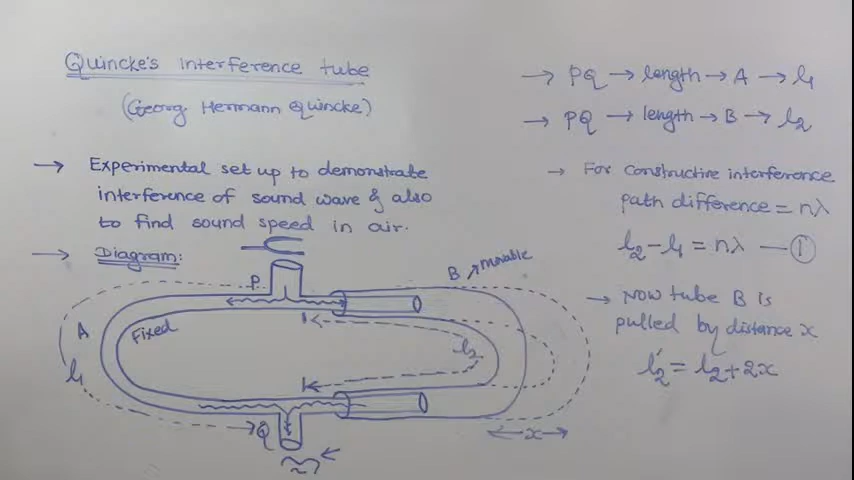 Quincke's interference tube
(Georg Hermann Quincke)
→ Experimental set up to demonstrate
interference of sound wave & also
to find sound speed in air.
→ Diagram:
P
B → movable
A
Fixed
l₁
l₂
Q
x
→ PQ → length → A → l₁
→ PQ → length → B → l₂
→ For constructive interference
path difference = nλ
l₂ - l₁ = nλ — ①
→ Now tube B is
pulled by distance x
l₂' = l₂ + 2x